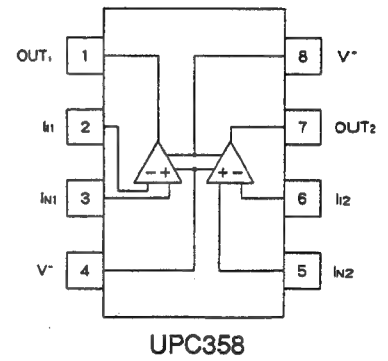 OUT₁ 1 8 V-
II1 2 7 OUT₂
IN1 3 6 II2
V- 4 5 IN2
- + + -
UPC358